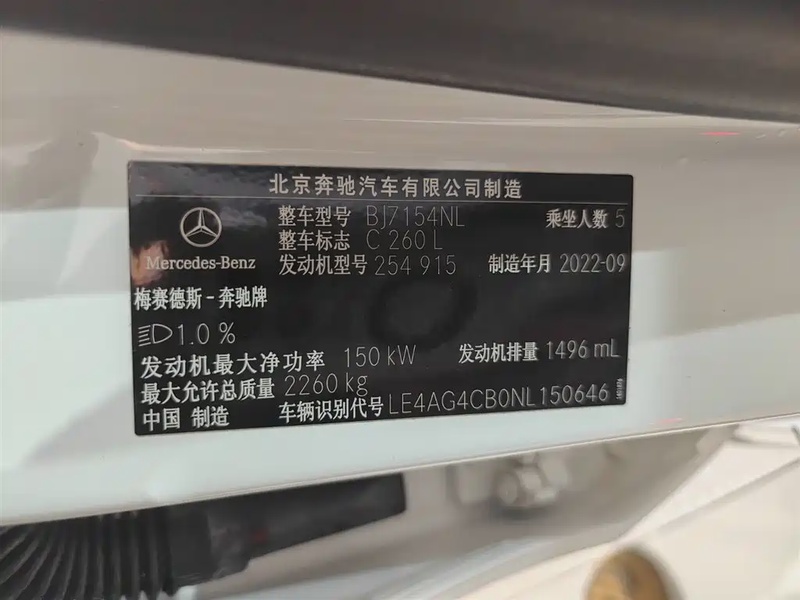 北京奔驰汽车有限公司制造
整车型号 BJ7154NL 乘坐人数 5
整车标志 C 260 L
Mercedes-Benz 发动机型号 254 915 制造年月 2022-09
梅赛德斯-奔驰牌
1.0 %
发动机最大净功率 150 kW 发动机排量 1496 mL
最大允许总质量 2260 kg
中国 制造 车辆识别代号 LE4AG4CB0NL150646